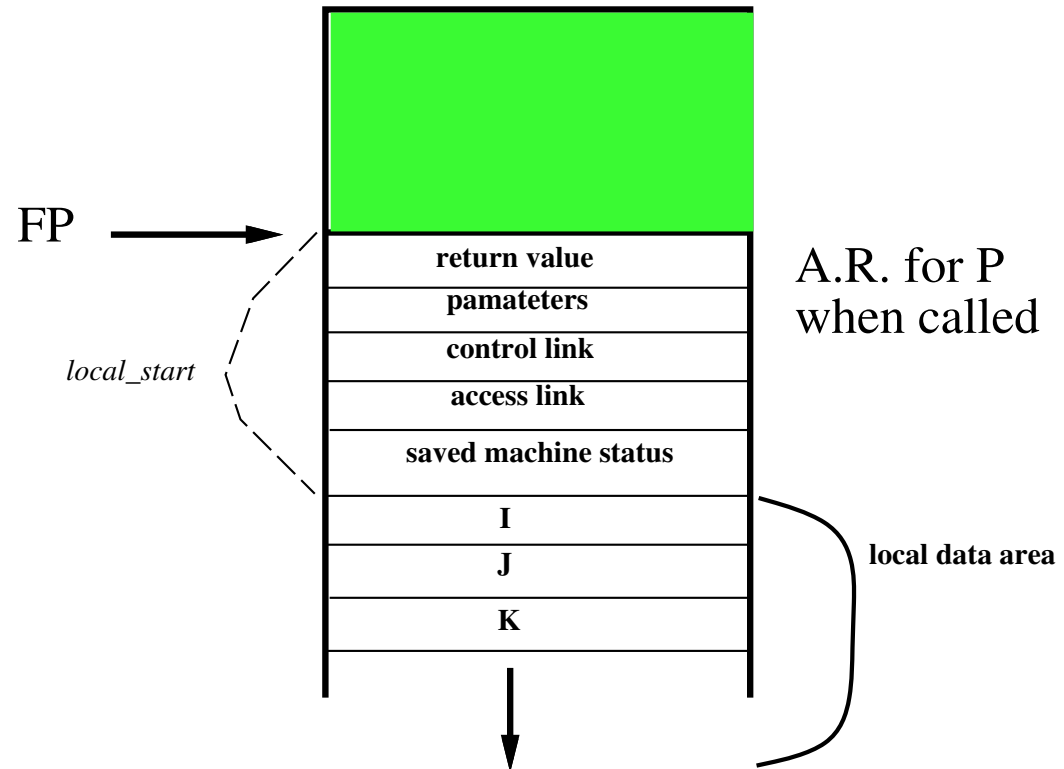 FP
return value
pamateters
A.R. for P
when called
control link
local_start
access link
saved machine status
I
local data area
J
K